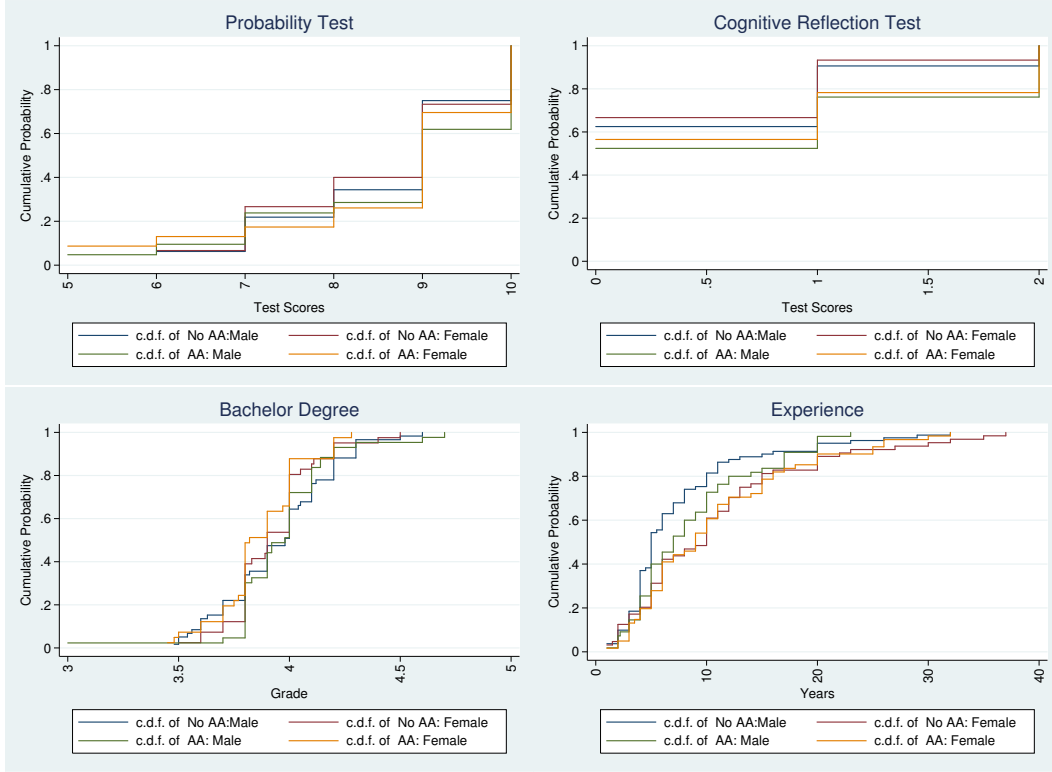 Probability Test
Cumulative Probability
1
.8
.6
.4
.2
0
5
6
7
8
9
10
Test Scores
c.d.f. of No AA:Male
c.d.f. of No AA: Female
c.d.f. of AA: Male
c.d.f. of AA: Female
Cognitive Reflection Test
Cumulative Probability
1
.8
.6
.4
.2
0
0
.5
1
1.5
2
Test Scores
c.d.f. of No AA:Male
c.d.f. of No AA: Female
c.d.f. of AA: Male
c.d.f. of AA: Female
Bachelor Degree
Cumulative Probability
1
.8
.6
.4
.2
0
3
3.5
4
4.5
5
Grade
c.d.f. of No AA:Male
c.d.f. of No AA: Female
c.d.f. of AA: Male
c.d.f. of AA: Female
Experience
Cumulative Probability
1
.8
.6
.4
.2
0
0
10
20
30
40
Years
c.d.f. of No AA:Male
c.d.f. of No AA: Female
c.d.f. of AA: Male
c.d.f. of AA: Female